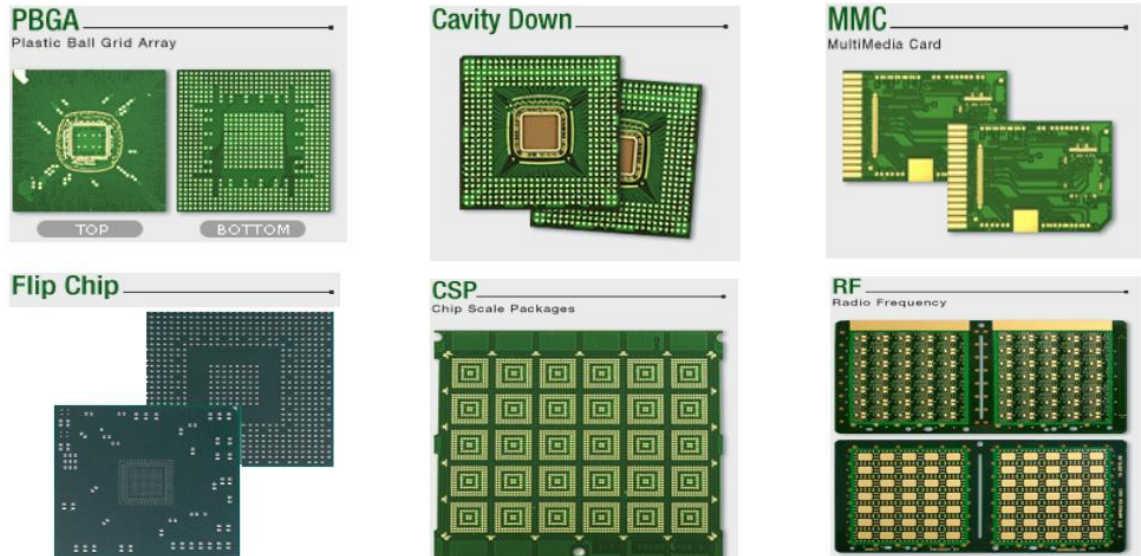 PBGA
Plastic Ball Grid Array
TOP
BOTTOM
Cavity Down
MMC
MultiMedia Card
Flip Chip
CSP
Chip Scale Packages
RF
Radio Frequency